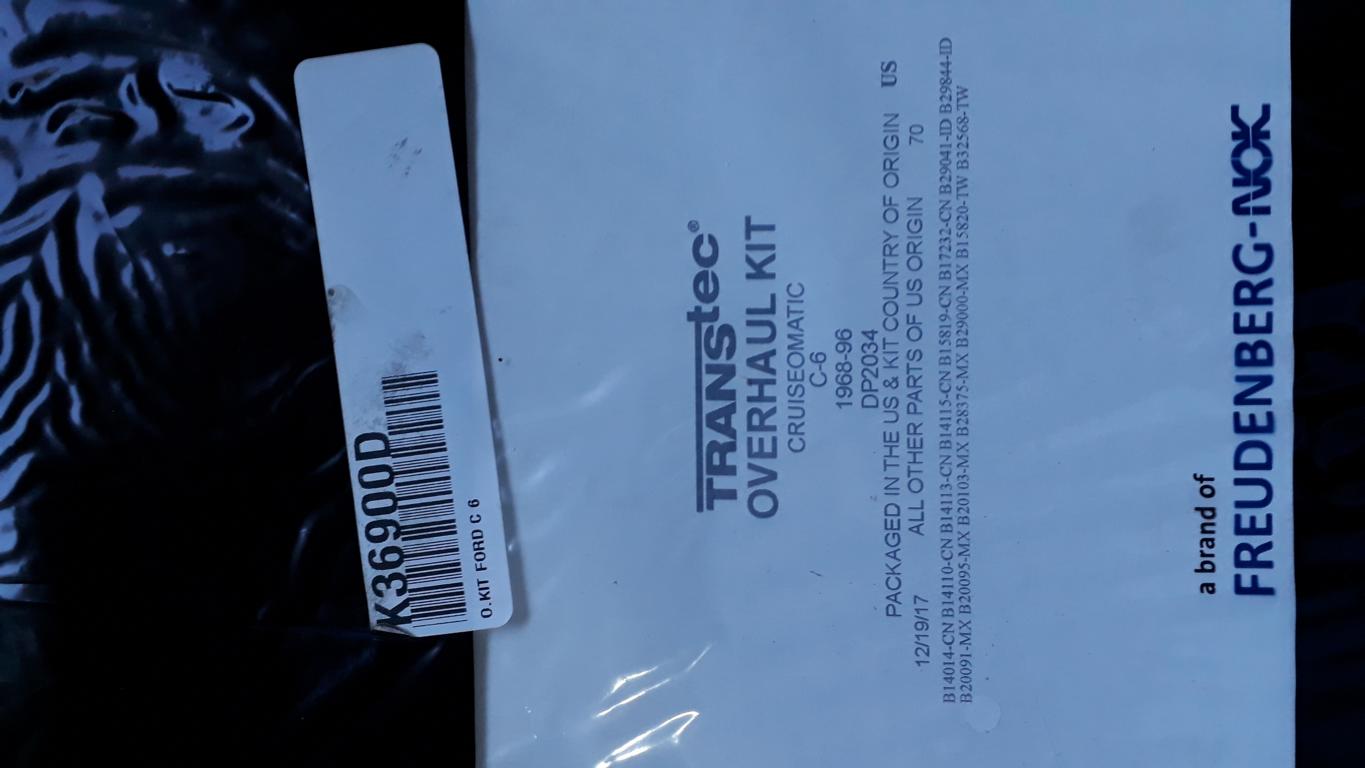 K36900D
O.KIT FORD C 6
TRANStec®
OVERHAUL KIT
CRUISEOMATIC
C-6
1968-96
DP2034
PACKAGED IN THE US & KIT COUNTRY OF ORIGIN US
12/19/17 ALL OTHER PARTS OF US ORIGIN 70
B14014-CN B14110-CN B14113-CN B14115-CN B15819-CN B17232-CN B29041-ID B29844-ID
B20091-MX B20095-MX B20103-MX B28375-MX B29000-MX B15820-TW B32568-TW
a brand of
FREUDENBERG-NOK